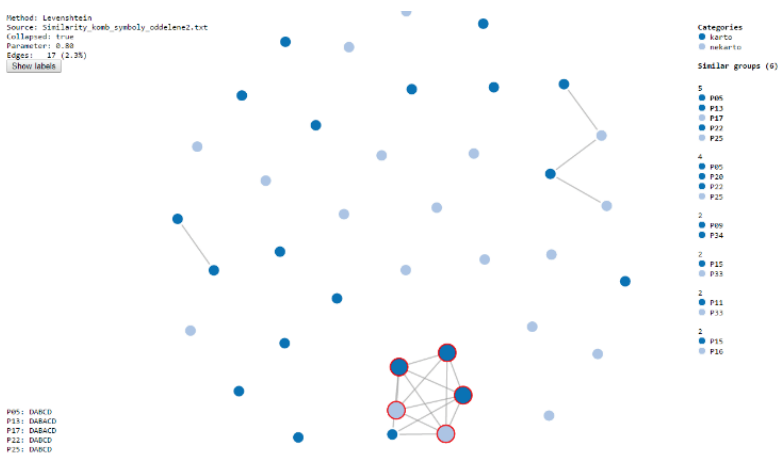 Method: Levenshtein
Source: Similarity_komb_symboly_oddelene2.txt
Collapsed: true
Parameter: 0.80
Edges: 17 (2.3%)
Show labels
Categories
karto
nekarto
Similar groups (6)
5
P05
P13
P17
P22
P25
4
P05
P20
P22
P25
2
P09
P34
2
P15
P33
2
P11
P33
2
P15
P16
P05: DABCD
P13: DABACD
P17: DABACD
P22: DABCD
P25: DABCD